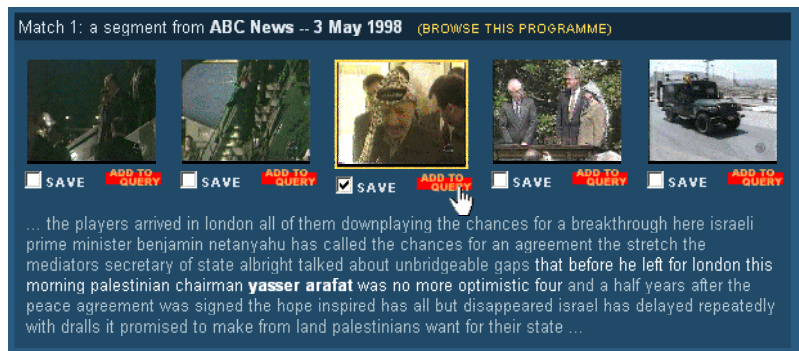 Match 1: a segment from ABC News -- 3 May 1998 (BROWSE THIS PROGRAMME)
SAVE ADD TO QUERY SAVE ADD TO QUERY SAVE ADD TO QUERY SAVE ADD TO QUERY SAVE ADD TO QUERY
... the players arrived in london all of them downplaying the chances for a breakthrough here israeli
prime minister benjamin netanyahu has called the chances for an agreement the stretch the
mediators secretary of state albright talked about unbridgeable gaps that before he left for london this
morning palestinian chairman yasser arafat was no more optimistic four and a half years after the
peace agreement was signed the hope inspired has all but disappeared israel has delayed repeatedly
with dralls it promised to make from land palestinians want for their state ...